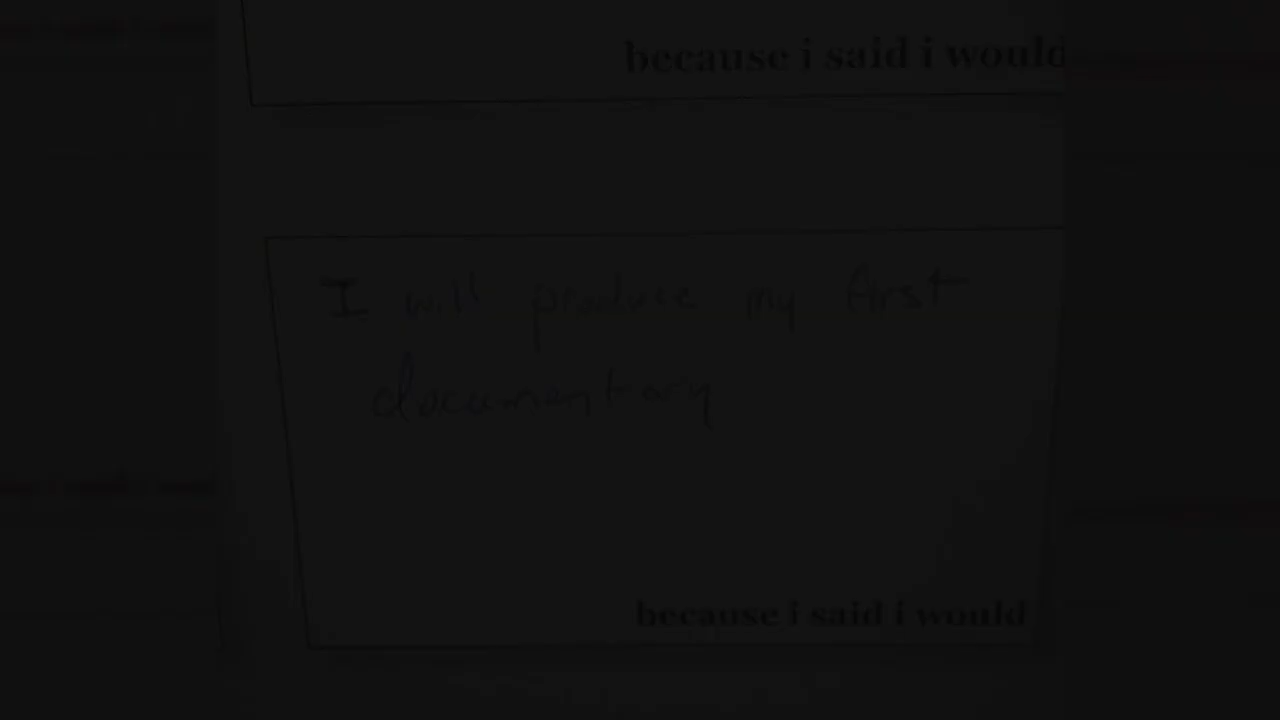 because i said i would
I will produce my first
documentary
because i said i would